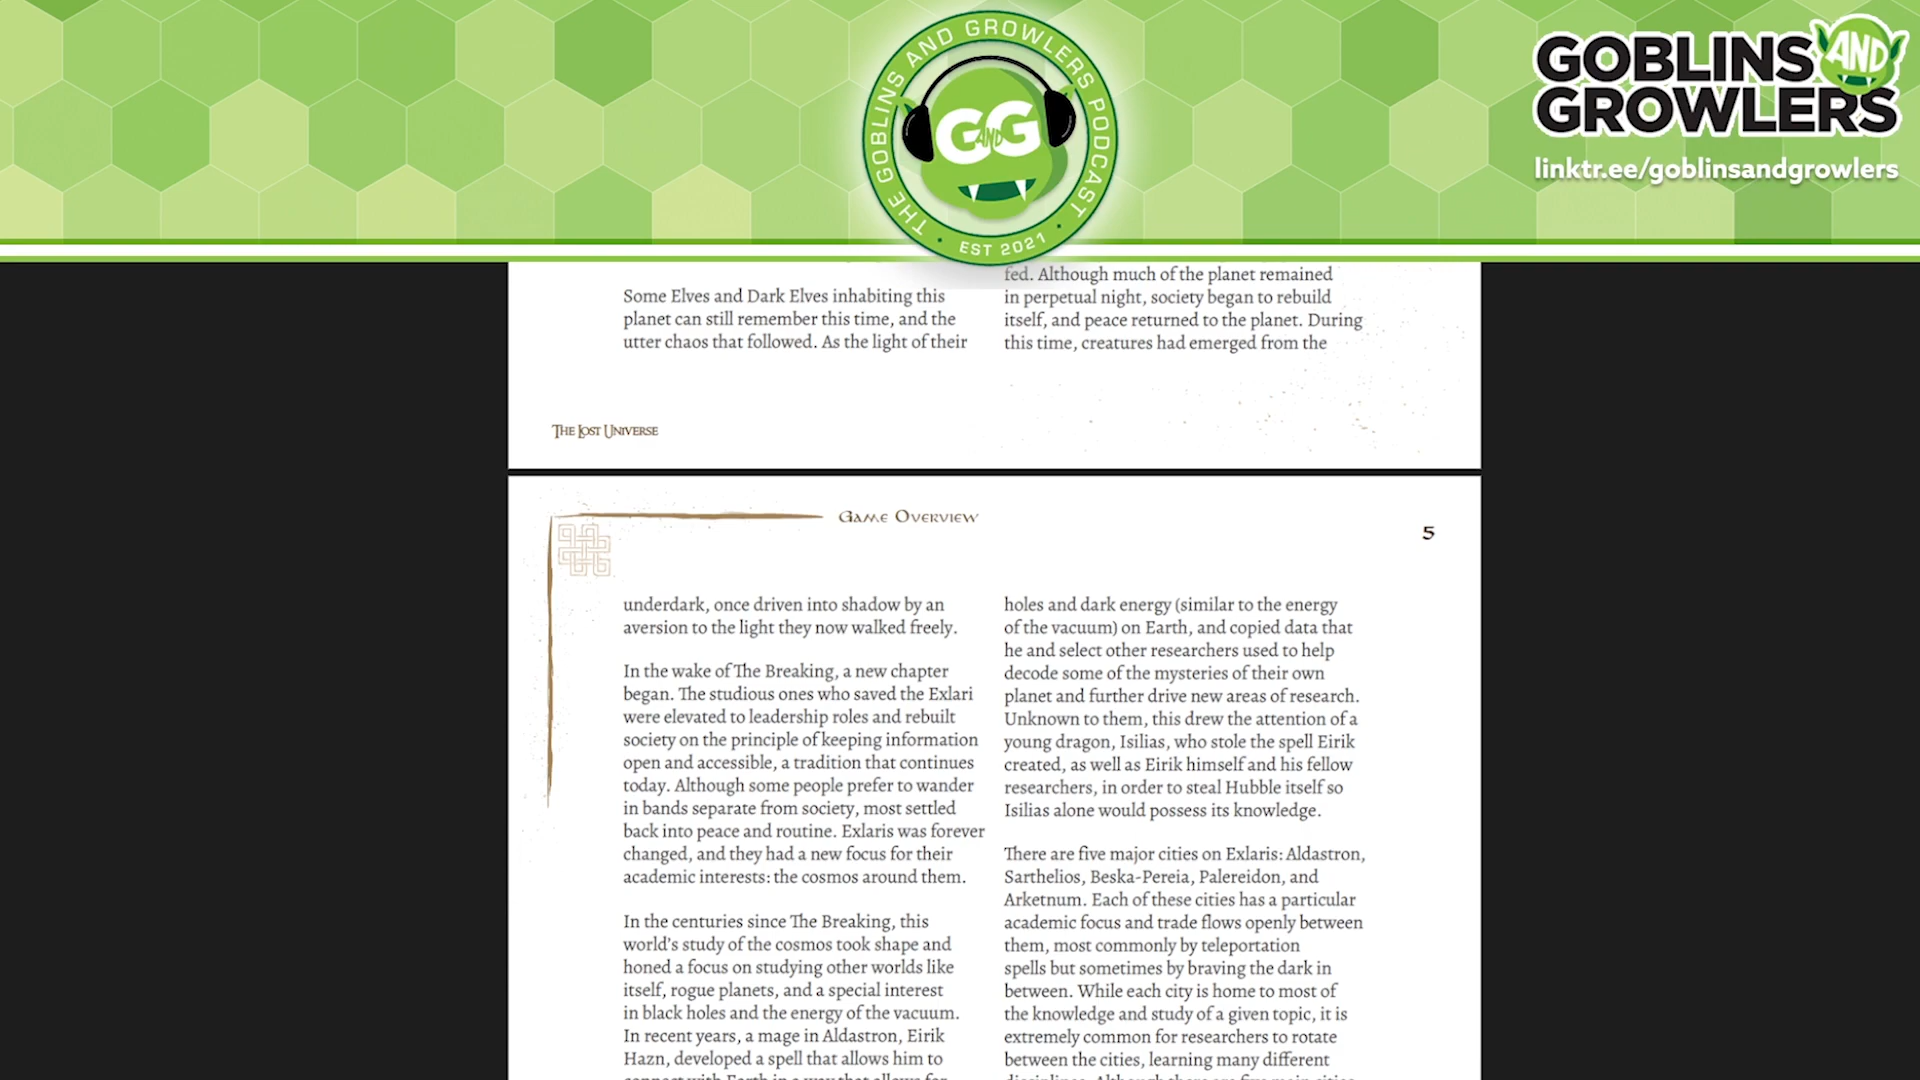 THE GOBLINS AND GROWLERS PODCAST
G AND G
• EST 2021 •
GOBLINS AND
GROWLERS
linktr.ee/goblinsandgrowlers
Some Elves and Dark Elves inhabiting this
planet can still remember this time, and the
utter chaos that followed. As the light of their
fed. Although much of the planet remained
in perpetual night, society began to rebuild
itself, and peace returned to the planet. During
this time, creatures had emerged from the
The Lost Universe
Game Overview
5
underdark, once driven into shadow by an
aversion to the light they now walked freely.
In the wake of The Breaking, a new chapter
began. The studious ones who saved the Exlari
were elevated to leadership roles and rebuilt
society on the principle of keeping information
open and accessible, a tradition that continues
today. Although some people prefer to wander
in bands separate from society, most settled
back into peace and routine. Exlaris was forever
changed, and they had a new focus for their
academic interests: the cosmos around them.
In the centuries since The Breaking, this
world's study of the cosmos took shape and
honed a focus on studying other worlds like
itself, rogue planets, and a special interest
in black holes and the energy of the vacuum.
In recent years, a mage in Aldastron, Eirik
Hazn, developed a spell that allows him to
holes and dark energy (similar to the energy
of the vacuum) on Earth, and copied data that
he and select other researchers used to help
decode some of the mysteries of their own
planet and further drive new areas of research.
Unknown to them, this drew the attention of a
young dragon, Isilias, who stole the spell Eirik
created, as well as Eirik himself and his fellow
researchers, in order to steal Hubble itself so
Isilias alone would possess its knowledge.
There are five major cities on Exlaris: Aldastron,
Sarthelios, Beska-Pereia, Palereidon, and
Arketnum. Each of these cities has a particular
academic focus and trade flows openly between
them, most commonly by teleportation
spells but sometimes by braving the dark in
between. While each city is home to most of
the knowledge and study of a given topic, it is
extremely common for researchers to rotate
between the cities, learning many different